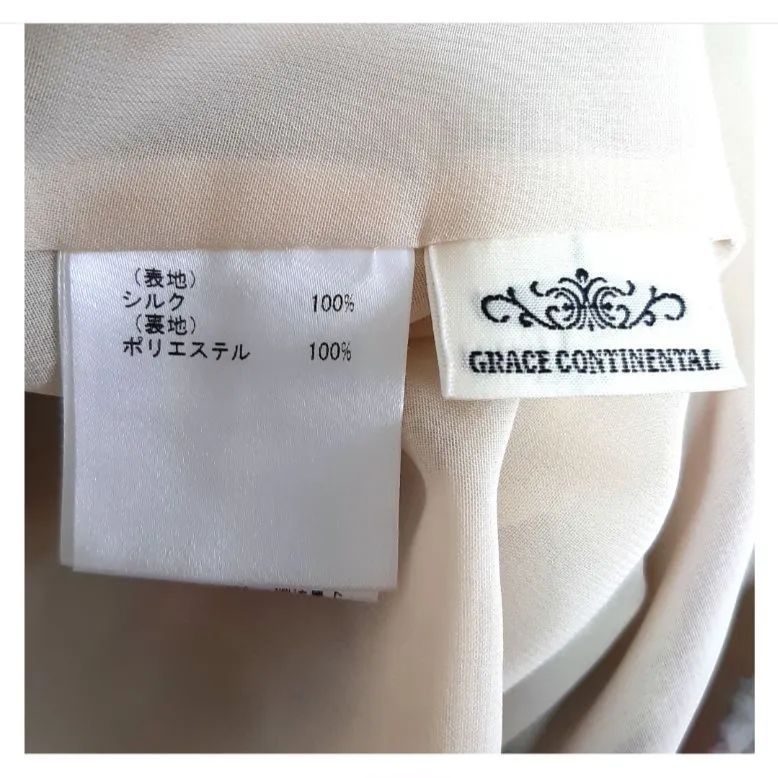 （表地）
シルク 100%
（裏地）
ポリエステル 100%
GRACE CONTINENTAL